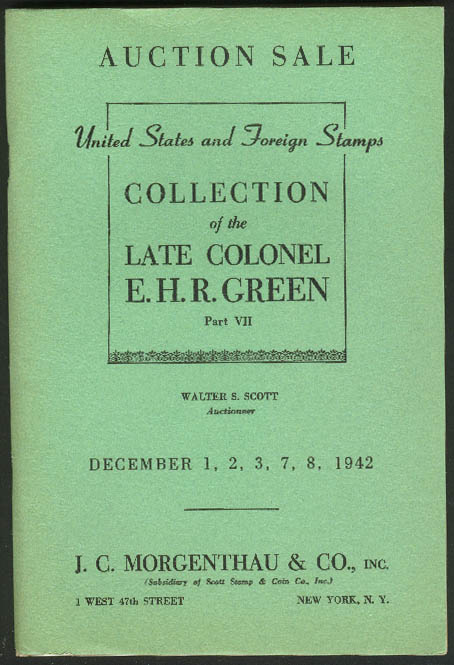 AUCTION SALE
United States and Foreign Stamps
COLLECTION
of the
LATE COLONEL
E. H. R. GREEN
Part VII
WALTER S. SCOTT
Auctioneer
DECEMBER 1, 2, 3, 7, 8, 1942
J. C. MORGENTHAU & CO., INC.
(Subsidiary of Scott Stamp & Coin Co., Inc.)
1 WEST 47th STREET NEW YORK, N. Y.